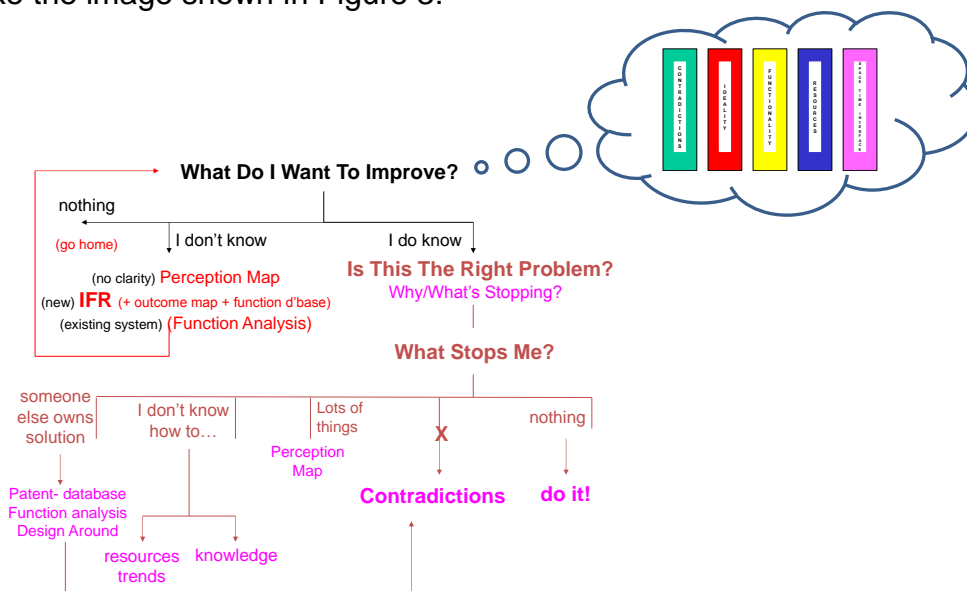 ke the image shown in Figure 3.
CONTRADICTIONS
IDEALITY
FUNCTIONALITY
RESOURCES
SPACE TIME INTERFACE
What Do I Want To Improve?
nothing
(go home)
I don't know
I do know
(no clarity) Perception Map
(new) IFR (+ outcome map + function d'base)
(existing system) (Function Analysis)
Is This The Right Problem?
Why/What's Stopping?
What Stops Me?
someone
else owns
solution
I don't know
how to…
Lots of
things
X
nothing
Perception
Map
Patent- database
Function analysis
Design Around
resources
trends
knowledge
Contradictions
do it!